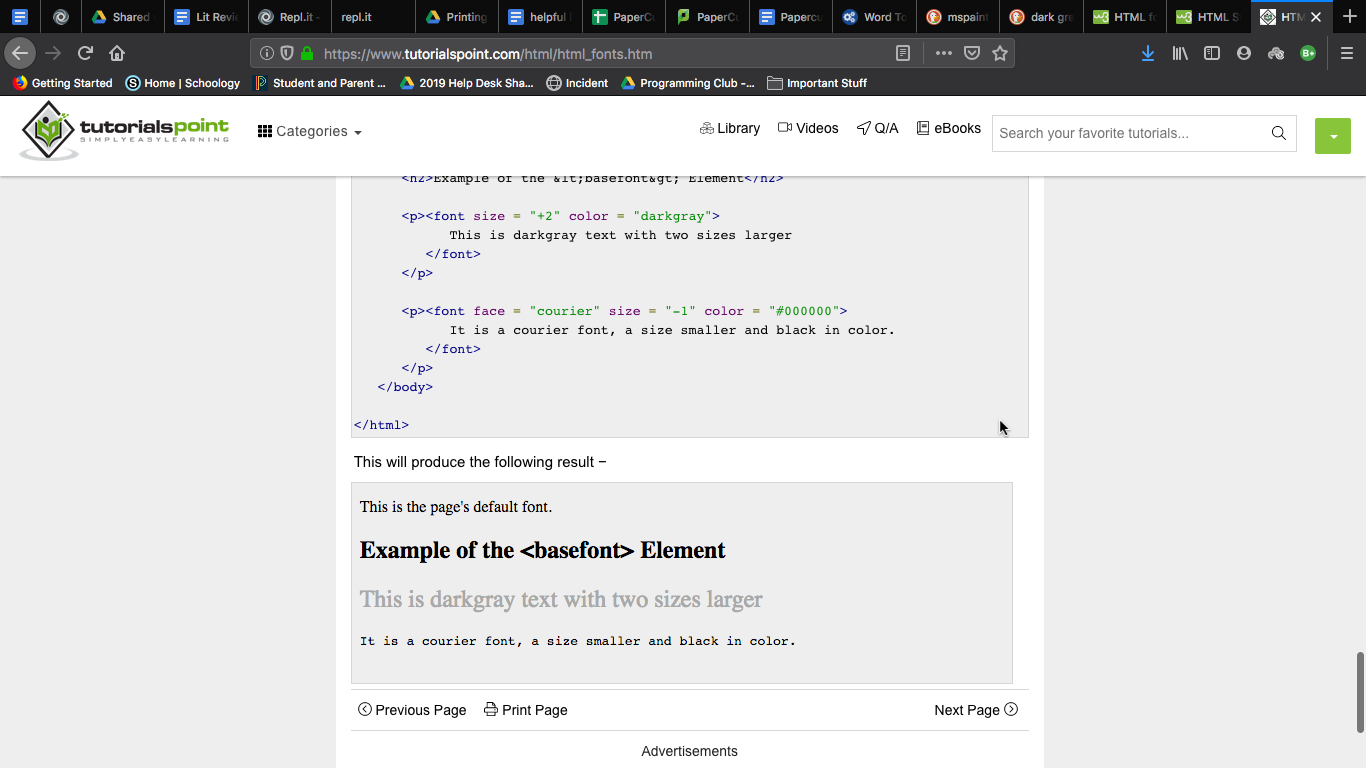 Shared
Lit Revi
Repl.it -
repl.it
Printing
helpful
PaperCu
PaperCu
Papercu
Word To
mspaint
dark gre
HTML fo
HTML S
HTM
https://www.tutorialspoint.com/html/html_fonts.htm
Getting Started
Home | Schoology
Student and Parent ...
2019 Help Desk Sha...
Incident
Programming Club -...
Important Stuff
tutorialspoint
SIMPLYEASYLEARNING
Categories
Library
Videos
Q/A
eBooks
Search your favorite tutorials...
<h2>Example of the &lt;basefont&gt; Element</h2>
<p><font size = "+2" color = "darkgray">
This is darkgray text with two sizes larger
</font>
</p>
<p><font face = "courier" size = "-1" color = "#000000">
It is a courier font, a size smaller and black in color.
</font>
</p>
</body>
</html>
This will produce the following result −
This is the page's default font.
Example of the <basefont> Element
This is darkgray text with two sizes larger
It is a courier font, a size smaller and black in color.
Previous Page
Print Page
Next Page
Advertisements